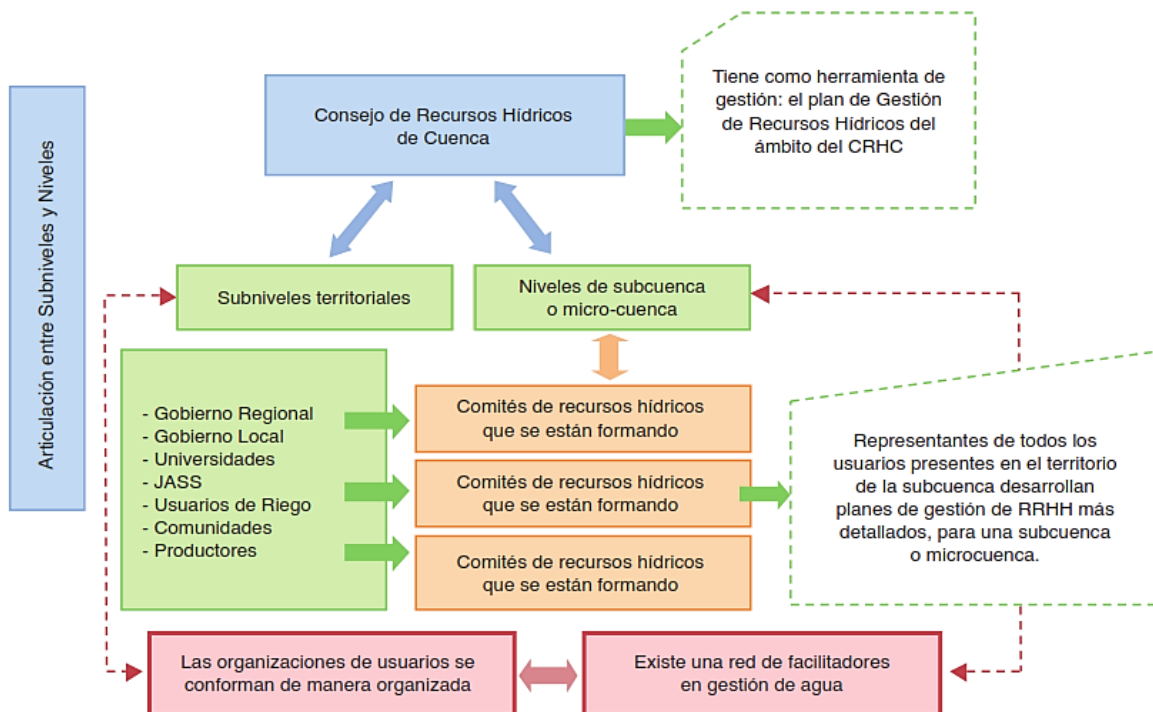 Articulación entre Subniveles y Niveles
Consejo de Recursos Hídricos
de Cuenca
Tiene como herramienta de
gestión: el plan de Gestión
de Recursos Hídricos del
ámbito del CRHC
Subniveles territoriales
Niveles de subcuenca
o micro-cuenca
- Gobierno Regional
- Gobierno Local
- Universidades
- JASS
- Usuarios de Riego
- Comunidades
- Productores
Comités de recursos hídricos
que se están formando
Comités de recursos hídricos
que se están formando
Comités de recursos hídricos
que se están formando
Representantes de todos los
usuarios presentes en el territorio
de la subcuenca desarrollan
planes de gestión de RRHH más
detallados, para una subcuenca
o microcuenca.
Las organizaciones de usuarios se
conforman de manera organizada
Existe una red de facilitadores
en gestión de agua